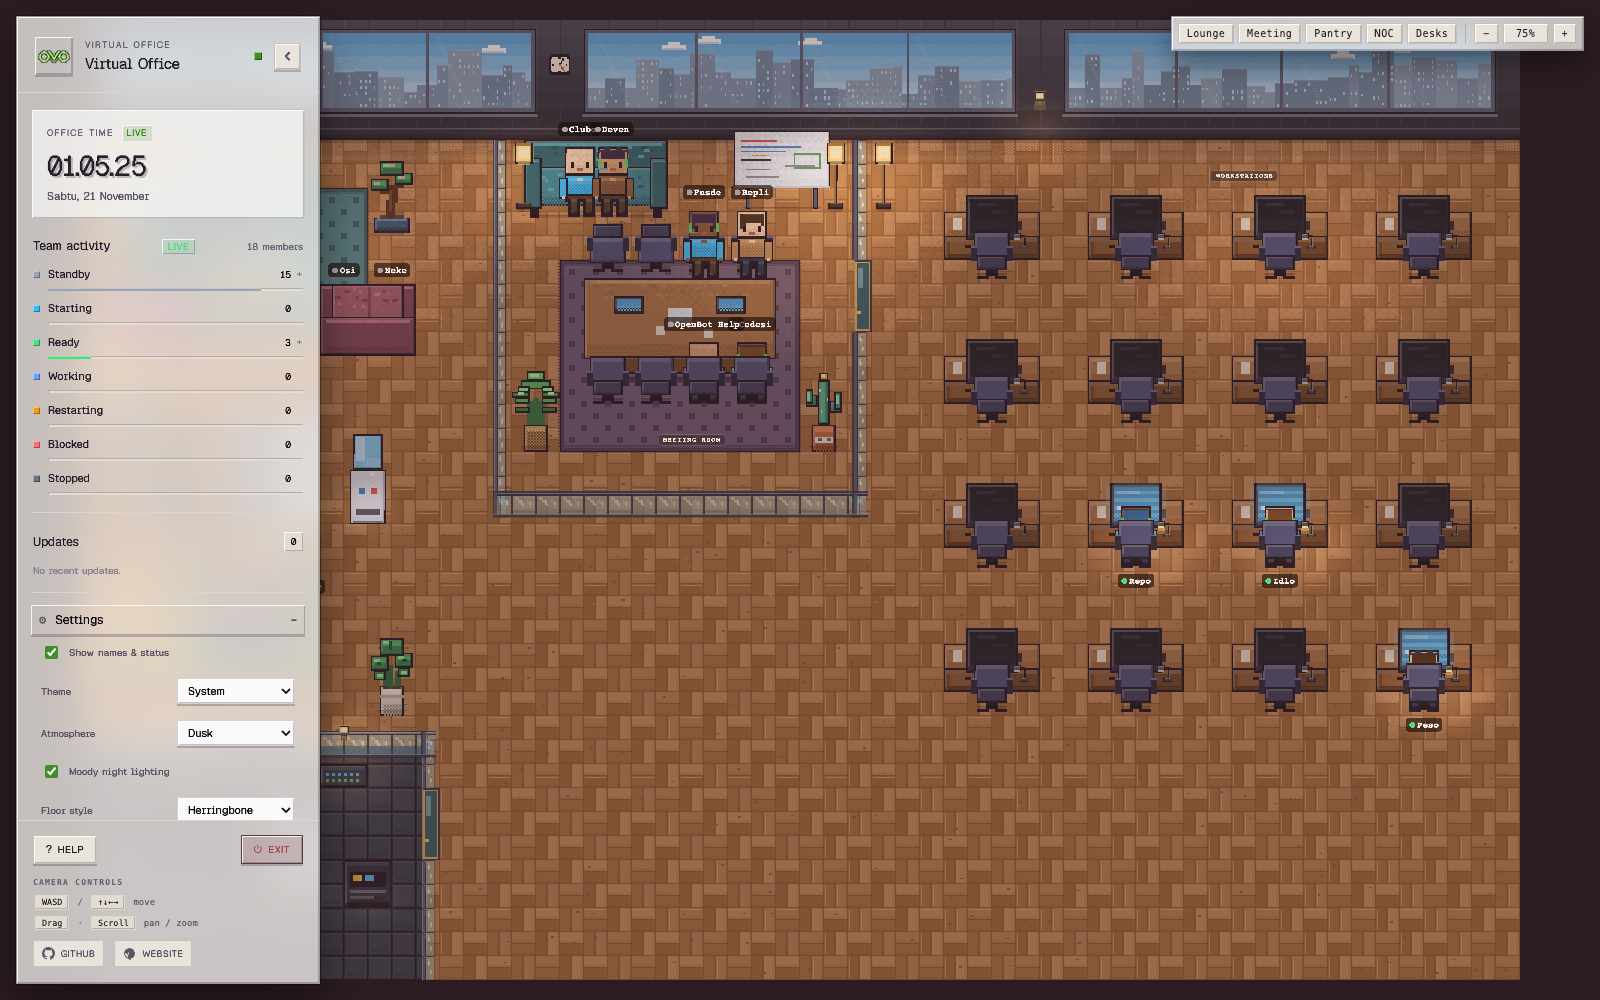 VIRTUAL OFFICE
Virtual Office
OFFICE TIME LIVE
01.05.25
Sabtu, 21 November
Team activity LIVE 18 members
Standby 15 +
Starting 0
Ready 3 +
Working 0
Restarting 0
Blocked 0
Stopped 0
Updates 0
No recent updates.
Settings −
Show names & status
Theme System
Atmosphere Dusk
Moody night lighting
Floor style Herringbone
? HELP
EXIT
CAMERA CONTROLS
WASD / ↑↓←→ move
Drag · Scroll pan / zoom
GITHUB WEBSITE
Lounge Meeting Pantry NOC Desks − 75% +
Club Deven
Repli
Osi
OpenBot Help
MEETING ROOM
WORKSTATIONS
Repo
Idlo